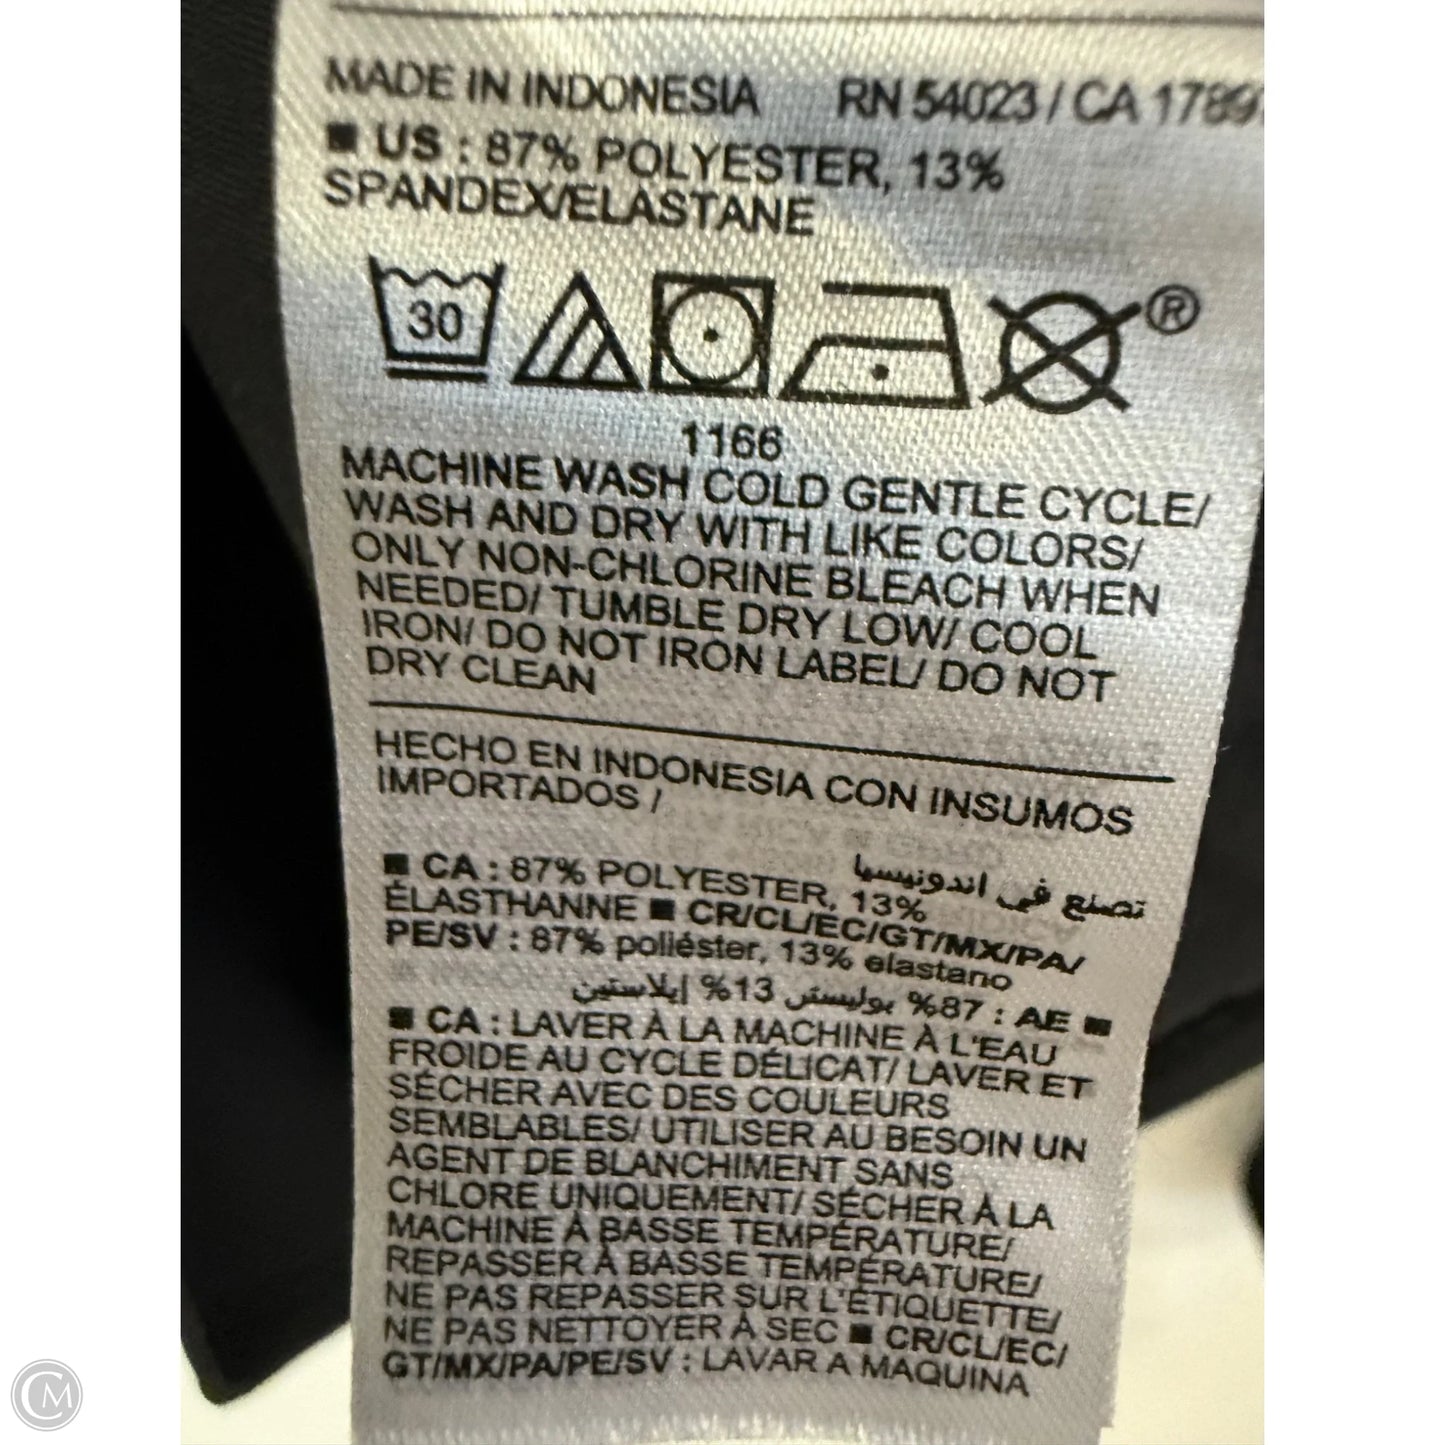 MADE IN INDONESIA RN 54023 / CA 17897
■ US : 87% POLYESTER, 13%
SPANDEX/ELASTANE
30 ®
1166
MACHINE WASH COLD GENTLE CYCLE/
WASH AND DRY WITH LIKE COLORS/
ONLY NON-CHLORINE BLEACH WHEN
NEEDED/ TUMBLE DRY LOW/ COOL
IRON/ DO NOT IRON LABEL/ DO NOT
DRY CLEAN
HECHO EN INDONESIA CON INSUMOS
IMPORTADOS /
تصنع في اندونيسيا
■ CA : 87% POLYESTER, 13%
ÉLASTHANNE ■ CR/CL/EC/GT/MX/PA/
PE/SV : 87% poliéster, 13% elastano
■ AE : 87% بوليستر 13% إيلاستين
■ CA : LAVER À LA MACHINE À L'EAU
FROIDE AU CYCLE DÉLICAT/ LAVER ET
SÉCHER AVEC DES COULEURS
SEMBLABLES/ UTILISER AU BESOIN UN
AGENT DE BLANCHIMENT SANS
CHLORE UNIQUEMENT/ SÉCHER À LA
MACHINE À BASSE TEMPÉRATURE/
REPASSER À BASSE TEMPÉRATURE/
NE PAS REPASSER SUR L'ÉTIQUETTE/
NE PAS NETTOYER À SEC ■ CR/CL/EC/
GT/MX/PA/PE/SV : LAVAR A MAQUINA
CM